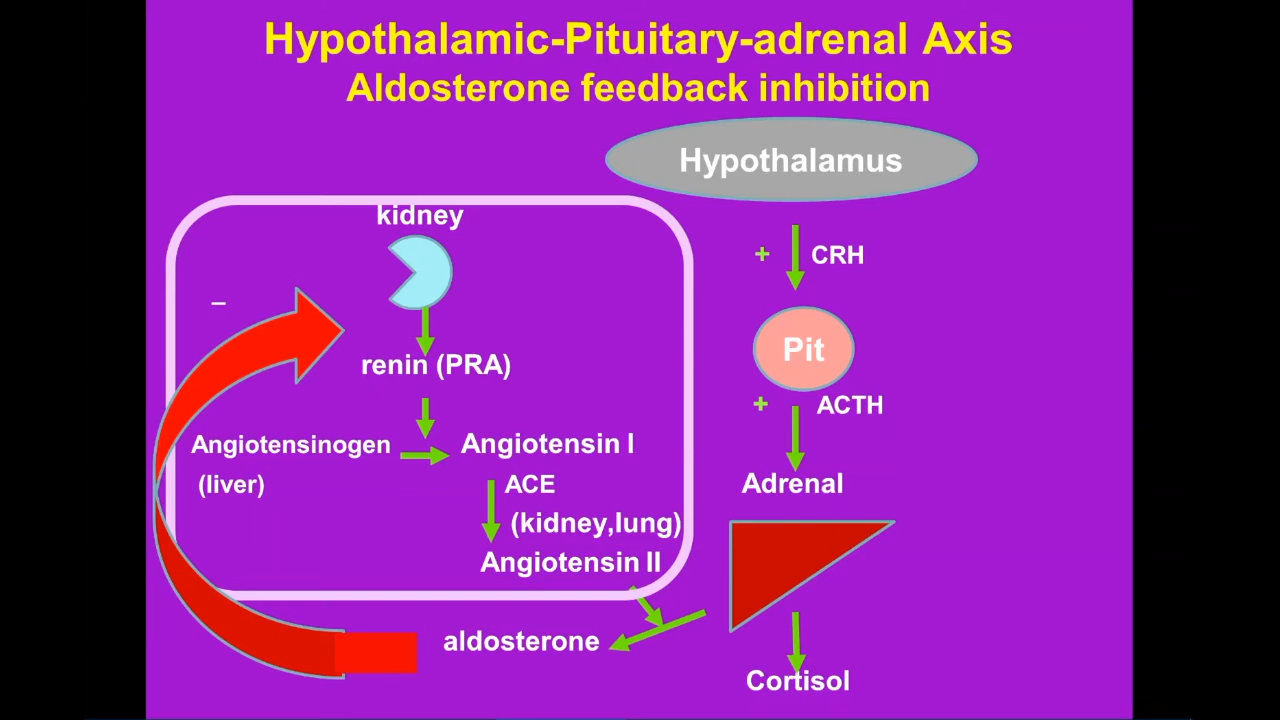 Hypothalamic-Pituitary-adrenal Axis
Aldosterone feedback inhibition
Hypothalamus
kidney
+ CRH
–
Pit
renin (PRA)
+ ACTH
Angiotensinogen
Angiotensin I
(liver)
ACE
Adrenal
(kidney,lung)
Angiotensin II
aldosterone
Cortisol